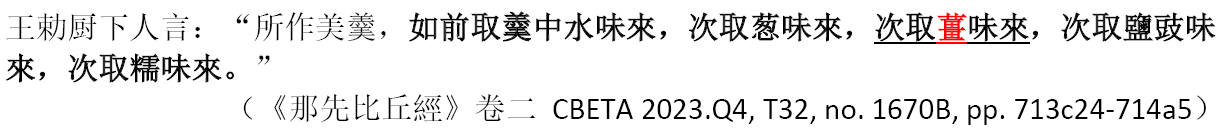 王勅厨下人言：“所作美羹，如前取羹中水味來，次取葱味來，次取薑味來，次取鹽豉味
來，次取糯味來。”
（《那先比丘經》卷二 CBETA 2023.Q4, T32, no. 1670B, pp. 713c24-714a5）